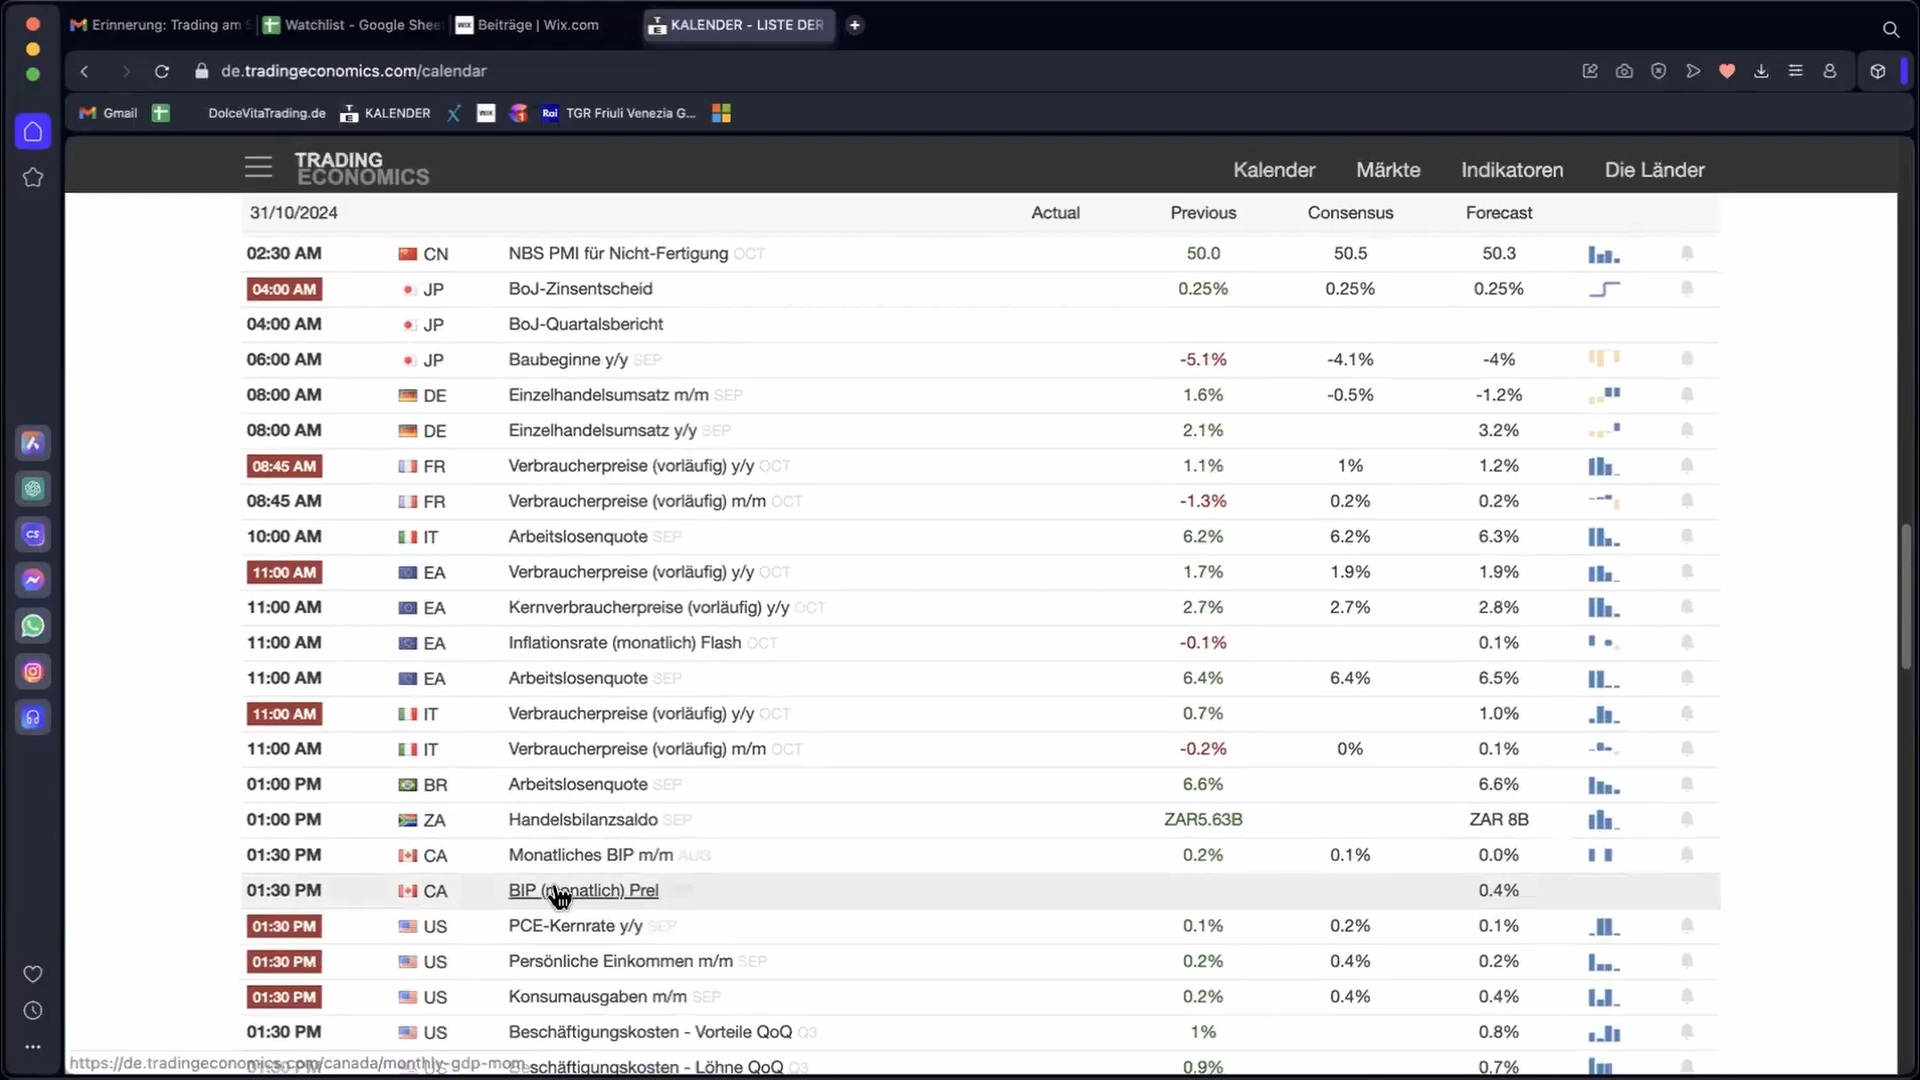 Erinnerung: Trading am S Watchlist - Google Shee Beiträge | Wix.com KALENDER - LISTE DER
de.tradingeconomics.com/calendar
Gmail DolceVitaTrading.de KALENDER TGR Friuli Venezia G...
TRADING ECONOMICS Kalender Märkte Indikatoren Die Länder
31/10/2024 Actual Previous Consensus Forecast
02:30 AM CN NBS PMI für Nicht-Fertigung OCT 50.0 50.5 50.3
04:00 AM JP BoJ-Zinsentscheid 0.25% 0.25% 0.25%
04:00 AM JP BoJ-Quartalsbericht
06:00 AM JP Baubeginne y/y SEP -5.1% -4.1% -4%
08:00 AM DE Einzelhandelsumsatz m/m SEP 1.6% -0.5% -1.2%
08:00 AM DE Einzelhandelsumsatz y/y SEP 2.1% 3.2%
08:45 AM FR Verbraucherpreise (vorläufig) y/y OCT 1.1% 1% 1.2%
08:45 AM FR Verbraucherpreise (vorläufig) m/m OCT -1.3% 0.2% 0.2%
10:00 AM IT Arbeitslosenquote SEP 6.2% 6.2% 6.3%
11:00 AM EA Verbraucherpreise (vorläufig) y/y OCT 1.7% 1.9% 1.9%
11:00 AM EA Kernverbraucherpreise (vorläufig) y/y OCT 2.7% 2.7% 2.8%
11:00 AM EA Inflationsrate (monatlich) Flash OCT -0.1% 0.1%
11:00 AM EA Arbeitslosenquote SEP 6.4% 6.4% 6.5%
11:00 AM IT Verbraucherpreise (vorläufig) y/y OCT 0.7% 1.0%
11:00 AM IT Verbraucherpreise (vorläufig) m/m OCT -0.2% 0% 0.1%
01:00 PM BR Arbeitslosenquote SEP 6.6% 6.6%
01:00 PM ZA Handelsbilanzsaldo SEP ZAR5.63B ZAR 8B
01:30 PM CA Monatliches BIP m/m AUG 0.2% 0.1% 0.0%
01:30 PM CA BIP (monatlich) Prel 0.4%
01:30 PM US PCE-Kernrate y/y SEP 0.1% 0.2% 0.1%
01:30 PM US Persönliche Einkommen m/m SEP 0.2% 0.4% 0.2%
01:30 PM US Konsumausgaben m/m SEP 0.2% 0.4% 0.4%
01:30 PM US Beschäftigungskosten - Vorteile QoQ Q3 1% 0.8%
https://de.tradingeconomics.com/canada/monthly-gdp-mom
01:30 PM US Beschäftigungskosten - Löhne QoQ Q3 0.9% 0.7%